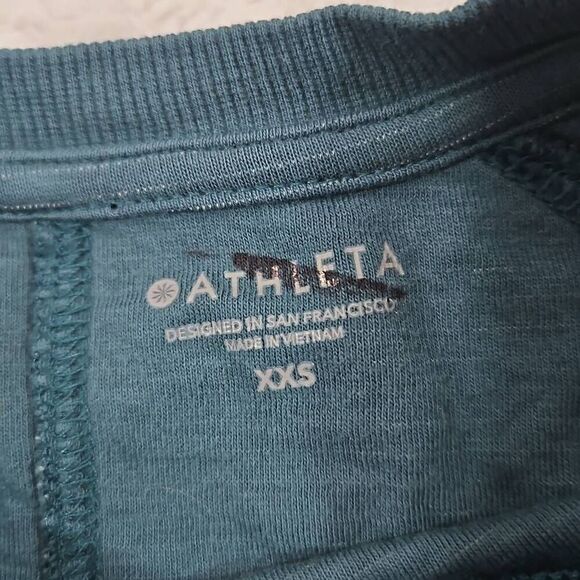 ATHLETA
DESIGNED IN SAN FRANCISCO
MADE IN VIETNAM
XXS